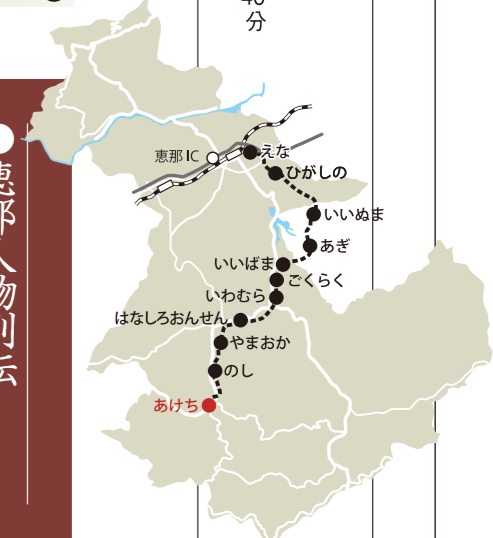 分
恵那人物列伝
恵那IC
えな
ひがしの
いいぬま
あぎ
いいばま
ごくらく
いわむら
はなしろおんせん
やまおか
のし
あけち